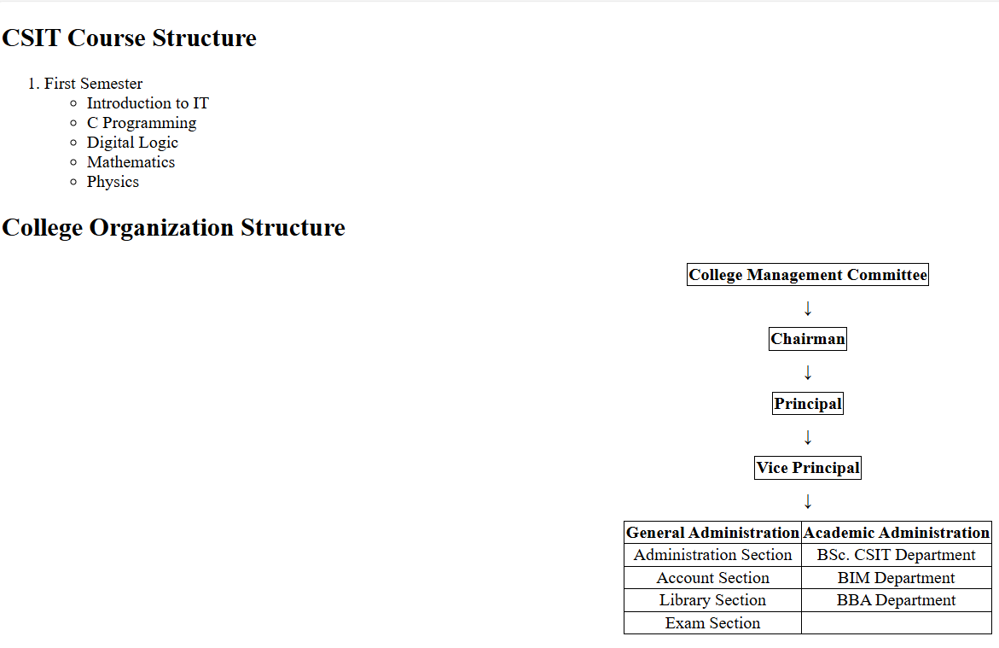 CSIT Course Structure
1. First Semester
Introduction to IT
C Programming
Digital Logic
Mathematics
Physics
College Organization Structure
College Management Committee
↓
Chairman
↓
Principal
↓
Vice Principal
↓
General Administration Academic Administration
Administration Section BSc. CSIT Department
Account Section BIM Department
Library Section BBA Department
Exam Section